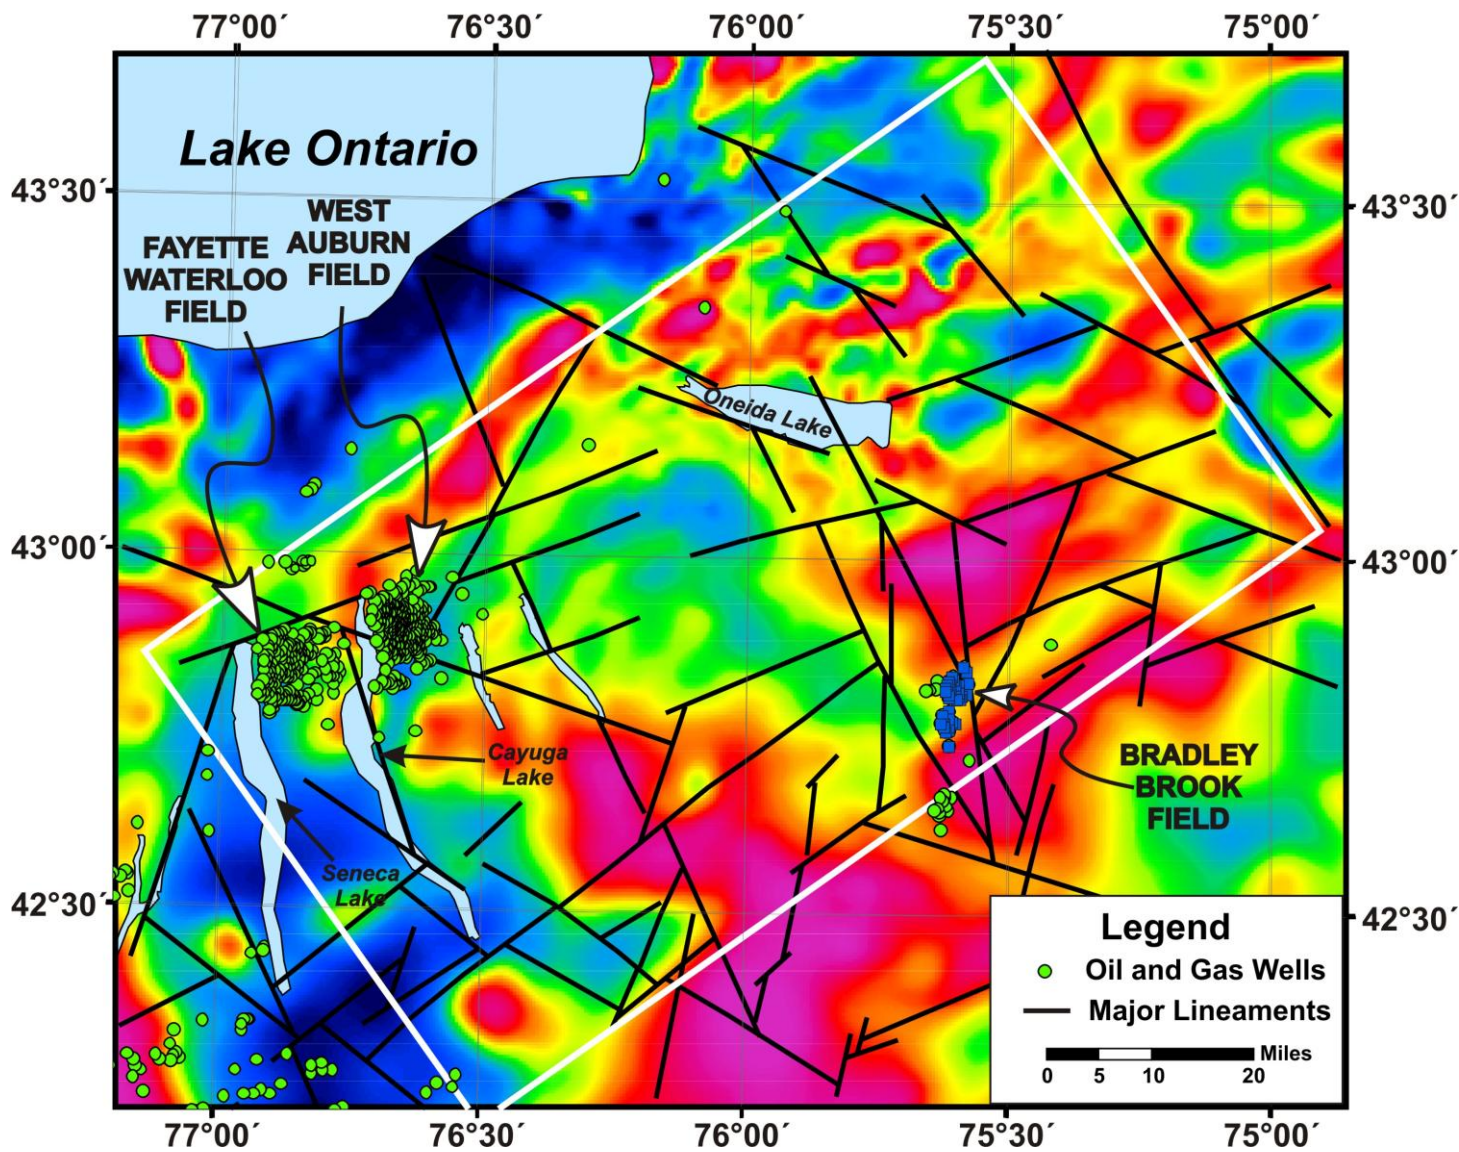 77°00´ 76°30´ 76°00´ 75°30´ 75°00´
Lake Ontario
43°30´
43°30´
WEST
AUBURN
FIELD
FAYETTE
WATERLOO
FIELD
Oneida Lake
43°00´
43°00´
Cayuga
Lake
BRADLEY
BROOK
FIELD
Seneca
Lake
42°30´
42°30´
Legend
Oil and Gas Wells
Major Lineaments
Miles
0 5 10 20
77°00´ 76°30´ 76°00´ 75°30´ 75°00´